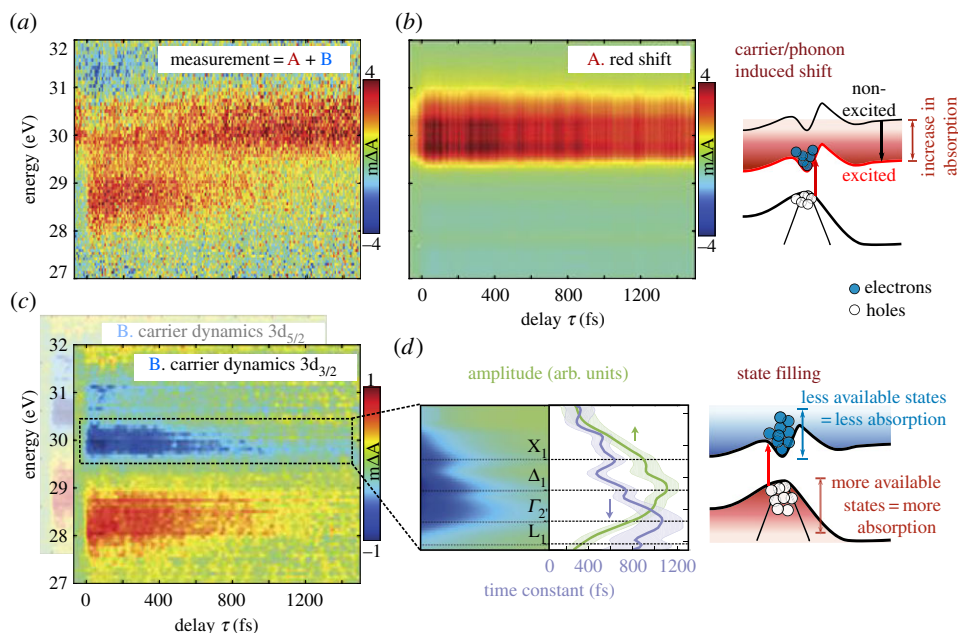 (a)
measurement = A + B
32
31
30
29
28
27
energy (eV)
4
mΔA
−4
(b)
A. red shift
4
mΔA
−4
0 400 800 1200
delay τ (fs)
carrier/phonon
induced shift
non-
excited
excited
increase in
absorption
electrons
holes
(c)
B. carrier dynamics 3d5/2
B. carrier dynamics 3d3/2
32
31
30
29
28
27
energy (eV)
1
mΔA
−1
0 400 800 1200
delay τ (fs)
(d)
amplitude (arb. units)
X1
Δ1
Γ2'
L1
0 400 800 1200
time constant (fs)
state filling
less available states
= less absorption
more available
states = more
absorption